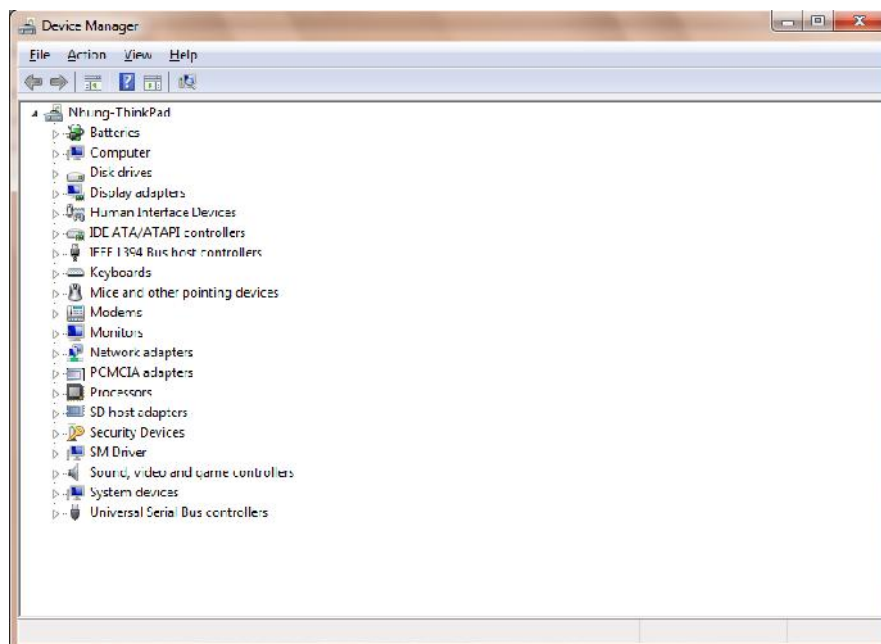 Device Manager
File Action View Help
Nhung-ThinkPad
Batteries
Computer
Disk drives
Display adapters
Human Interface Devices
IDE ATA/ATAPI controllers
IEEE 1394 Bus host controllers
Keyboards
Mice and other pointing devices
Modems
Monitors
Network adapters
PCMCIA adapters
Processors
SD host adapters
Security Devices
SM Driver
Sound, video and game controllers
System devices
Universal Serial Bus controllers